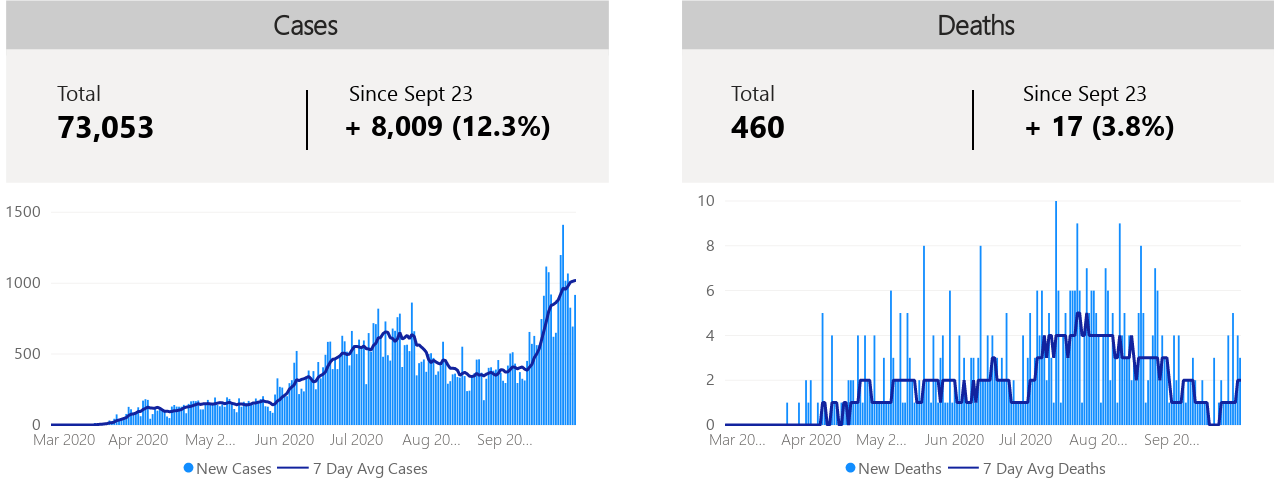 Cases
Total
Since Sept 23
73,053
+ 8,009 (12.3%)
1500
1000
500
0
Mar 2020 Apr 2020 May 2... Jun 2020 Jul 2020 Aug 20... Sep 20...
New Cases 7 Day Avg Cases
Deaths
Total
Since Sept 23
460
+ 17 (3.8%)
10
8
6
4
2
0
Mar 20... Apr 2020 May 2... Jun 2020 Jul 2020 Aug 20... Sep 20...
New Deaths 7 Day Avg Deaths